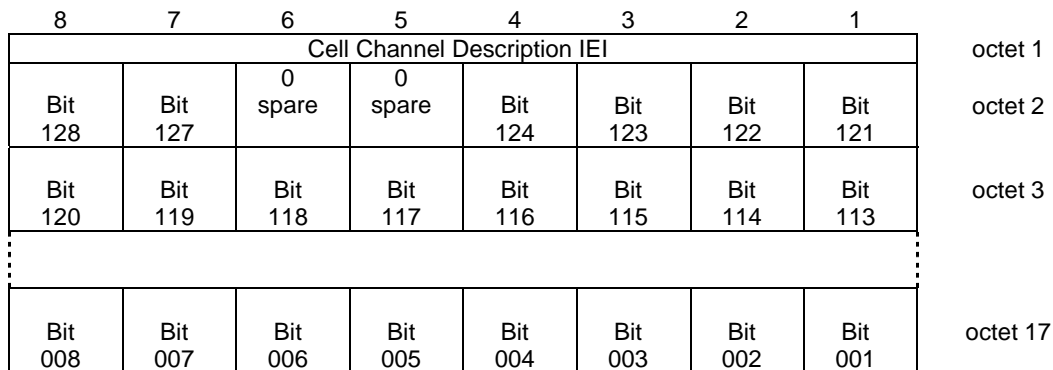 8 7 6 5 4 3 2 1
Cell Channel Description IEI octet 1
0 0
Bit Bit spare spare Bit Bit Bit Bit octet 2
128 127 124 123 122 121
Bit Bit Bit Bit Bit Bit Bit Bit octet 3
120 119 118 117 116 115 114 113
Bit Bit Bit Bit Bit Bit Bit Bit octet 17
008 007 006 005 004 003 002 001